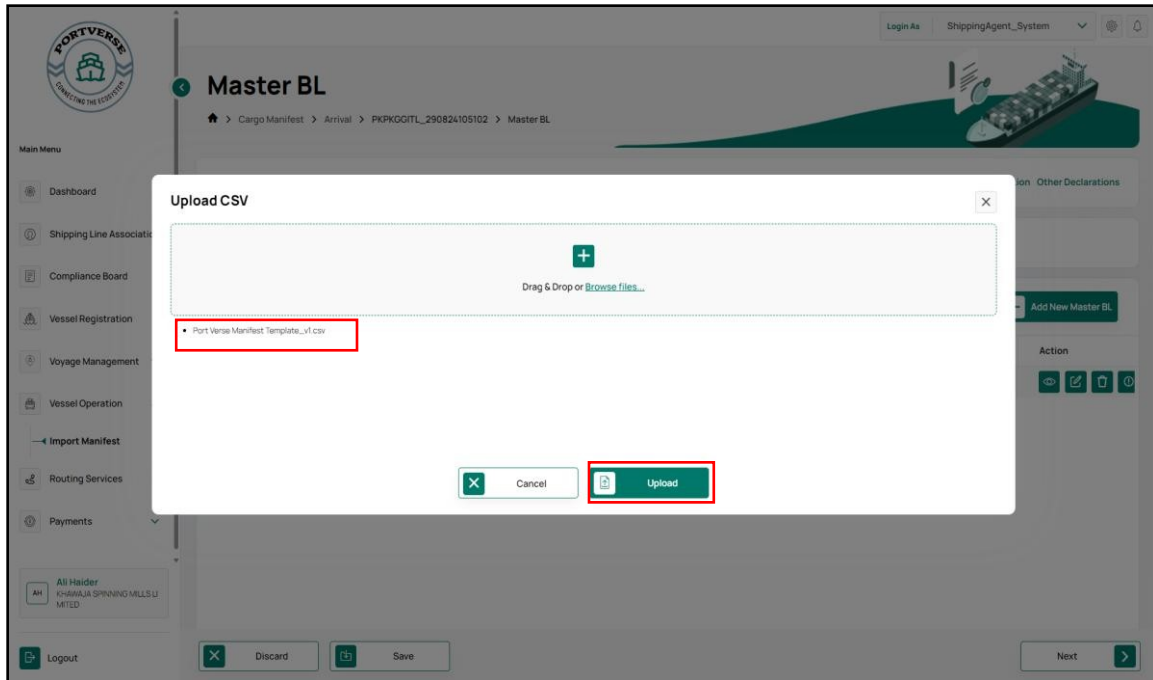 PORTVERSE
CONNECTING THE ECOSYSTEM
Login As
ShippingAgent_System
Master BL
Cargo Manifest > Arrival > PKPKGGITL_290824105102 > Master BL
Main Menu
Dashboard
Shipping Line Associatio
Compliance Board
Vessel Registration
Voyage Management
Vessel Operation
Import Manifest
Routing Services
Payments
AH
Ali Haider
KHAWAJA SPINNING MILLS LI
MITED
Logout
ion Other Declarations
Add New Master BL
Action
Upload CSV
Drag & Drop or Browse files...
Port Verse Manifest Template_v1.csv
Cancel
Upload
Discard
Save
Next